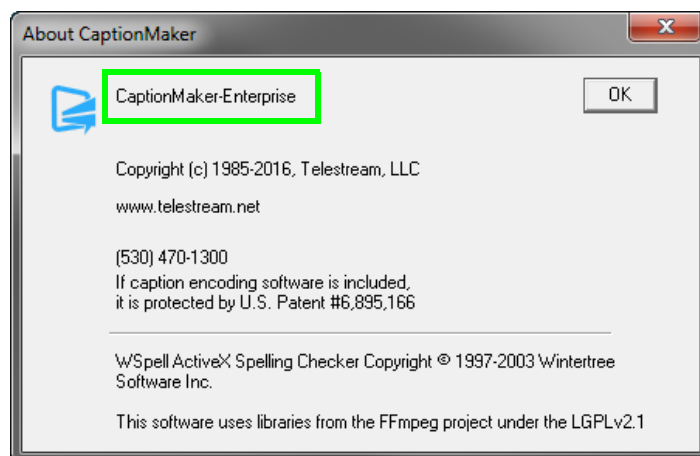 About CaptionMaker
CaptionMaker-Enterprise
OK
Copyright (c) 1985-2016, Telestream, LLC
www.telestream.net
(530) 470-1300
If caption encoding software is included,
it is protected by U.S. Patent #6,895,166
WSpell ActiveX Spelling Checker Copyright © 1997-2003 Wintertree
Software Inc.
This software uses libraries from the FFmpeg project under the LGPLv2.1